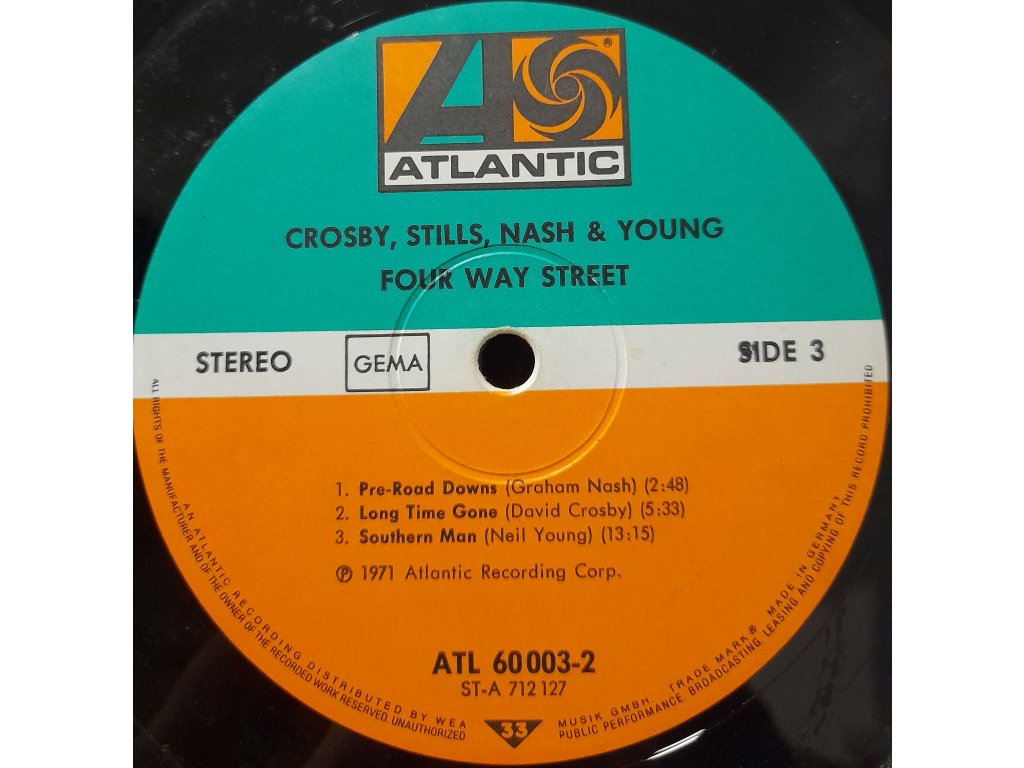 ATLANTIC
®
CROSBY, STILLS, NASH & YOUNG
FOUR WAY STREET
STEREO
GEMA
SIDE 3
1. Pre-Road Downs (Graham Nash) (2:48)
2. Long Time Gone (David Crosby) (5:33)
3. Southern Man (Neil Young) (13:15)
℗ 1971 Atlantic Recording Corp.
ATL 60 003-2
ST-A 712 127
33
AN ATLANTIC RECORDING DISTRIBUTED BY WEA MUSIK GMBH TRADE MARK ® MADE IN GERMANY
ALL RIGHTS OF THE MANUFACTURER AND OF THE OWNER OF THE RECORDED WORK RESERVED. UNAUTHORIZED PUBLIC PERFORMANCE, BROADCASTING, LEASING AND COPYING OF THIS RECORD PROHIBITED